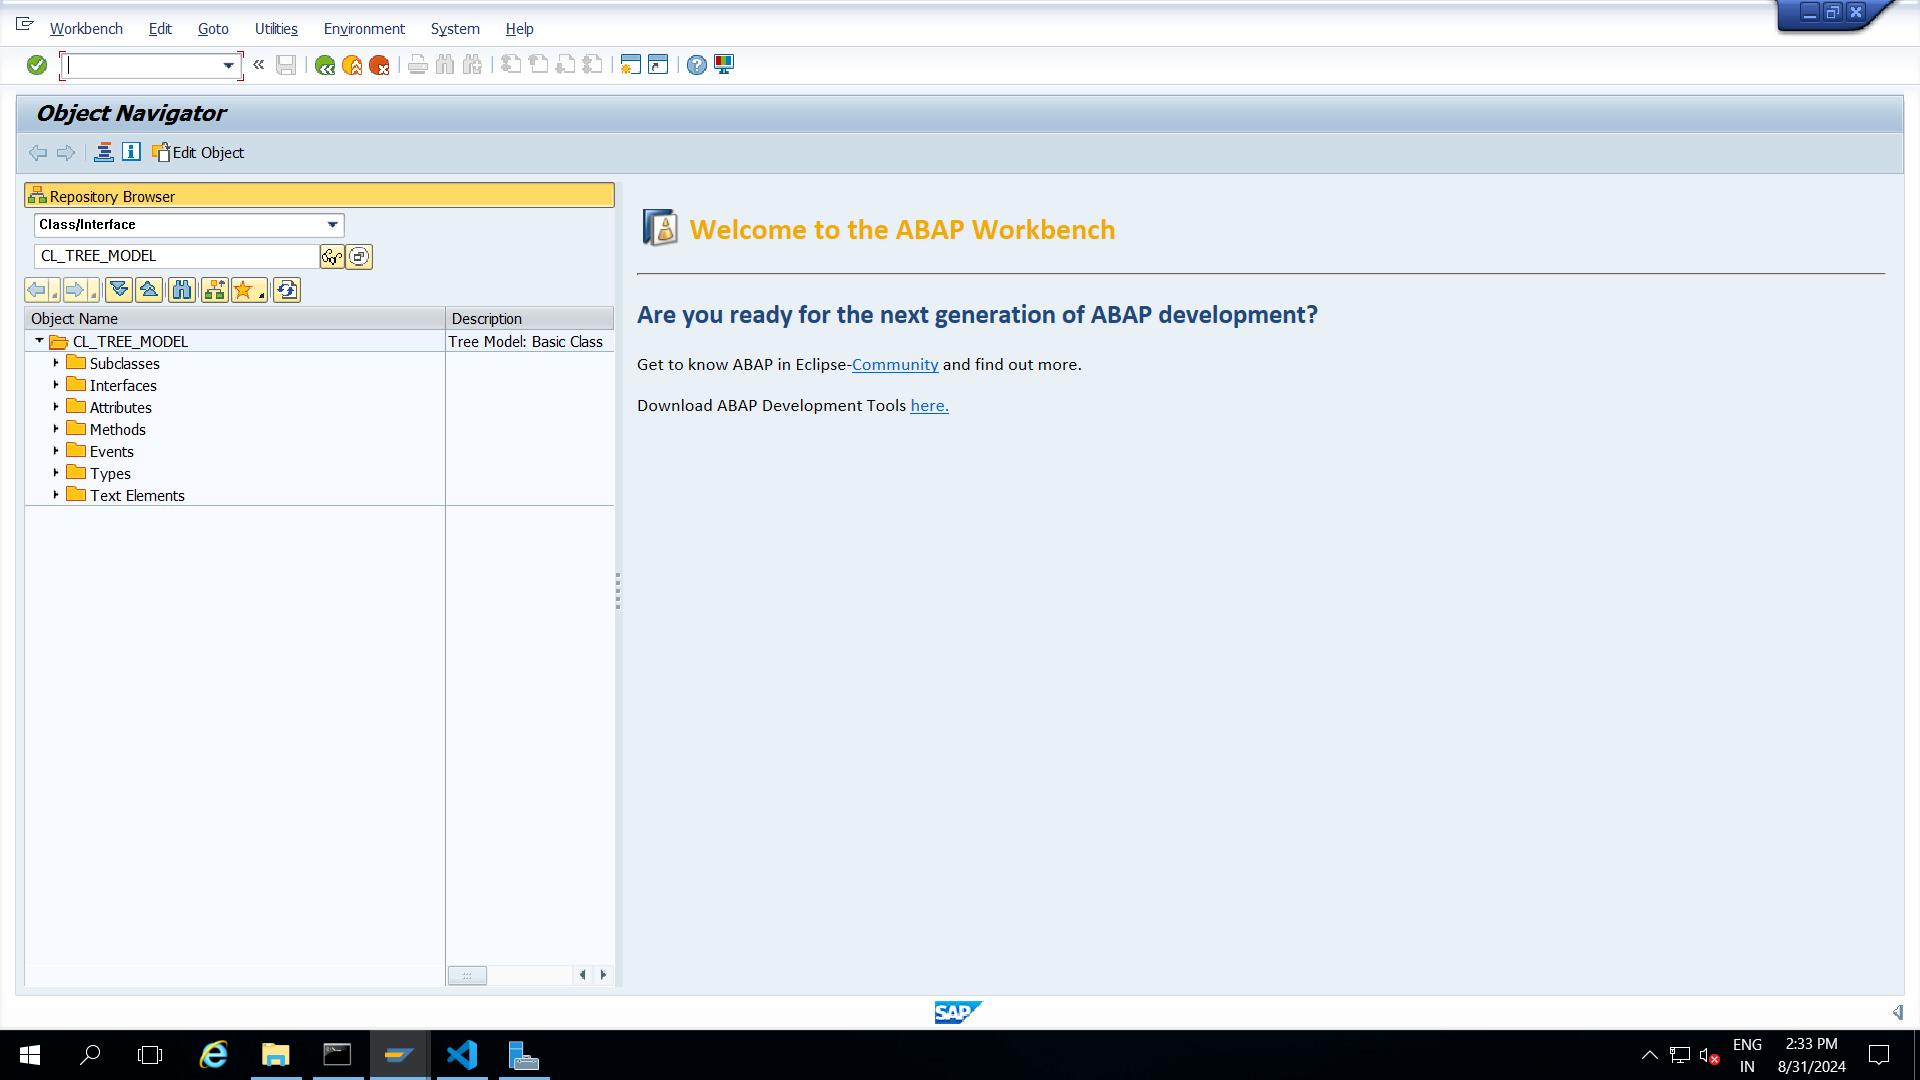 Workbench Edit Goto Utilities Environment System Help
Object Navigator
Edit Object
Repository Browser
Class/Interface
CL_TREE_MODEL
Object Name Description
CL_TREE_MODEL Tree Model: Basic Class
Subclasses
Interfaces
Attributes
Methods
Events
Types
Text Elements
Welcome to the ABAP Workbench
Are you ready for the next generation of ABAP development?
Get to know ABAP in Eclipse-Community and find out more.
Download ABAP Development Tools here.
SAP
ENG
IN
2:33 PM
8/31/2024